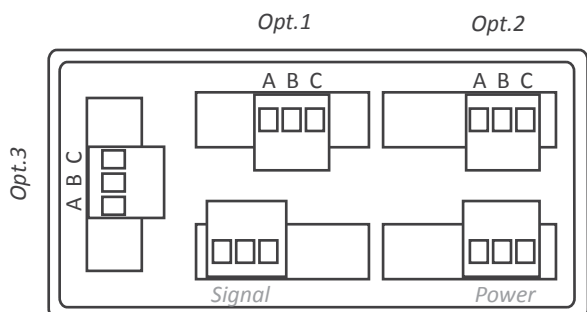 Opt.1
Opt.2
A B C
A B C
Opt.3
A B C
Signal
Power